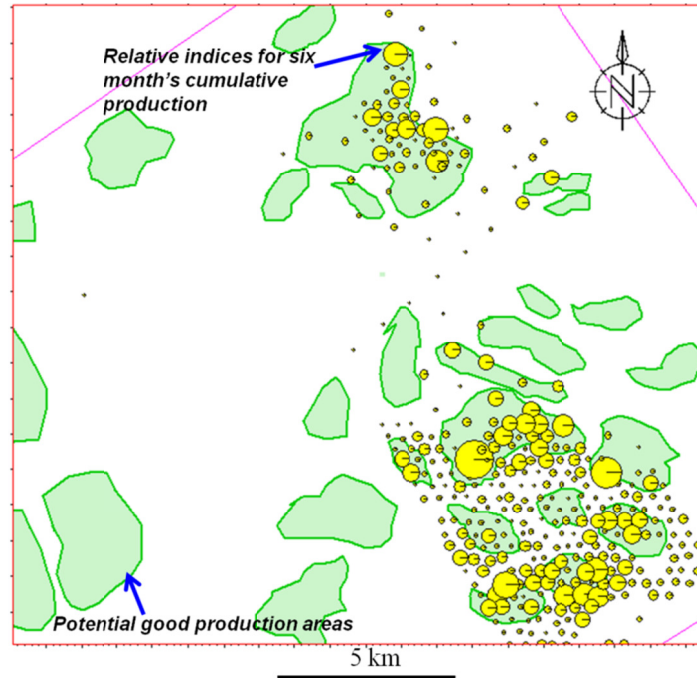 Relative indices for six
month's cumulative
production
N
Potential good production areas
5 km